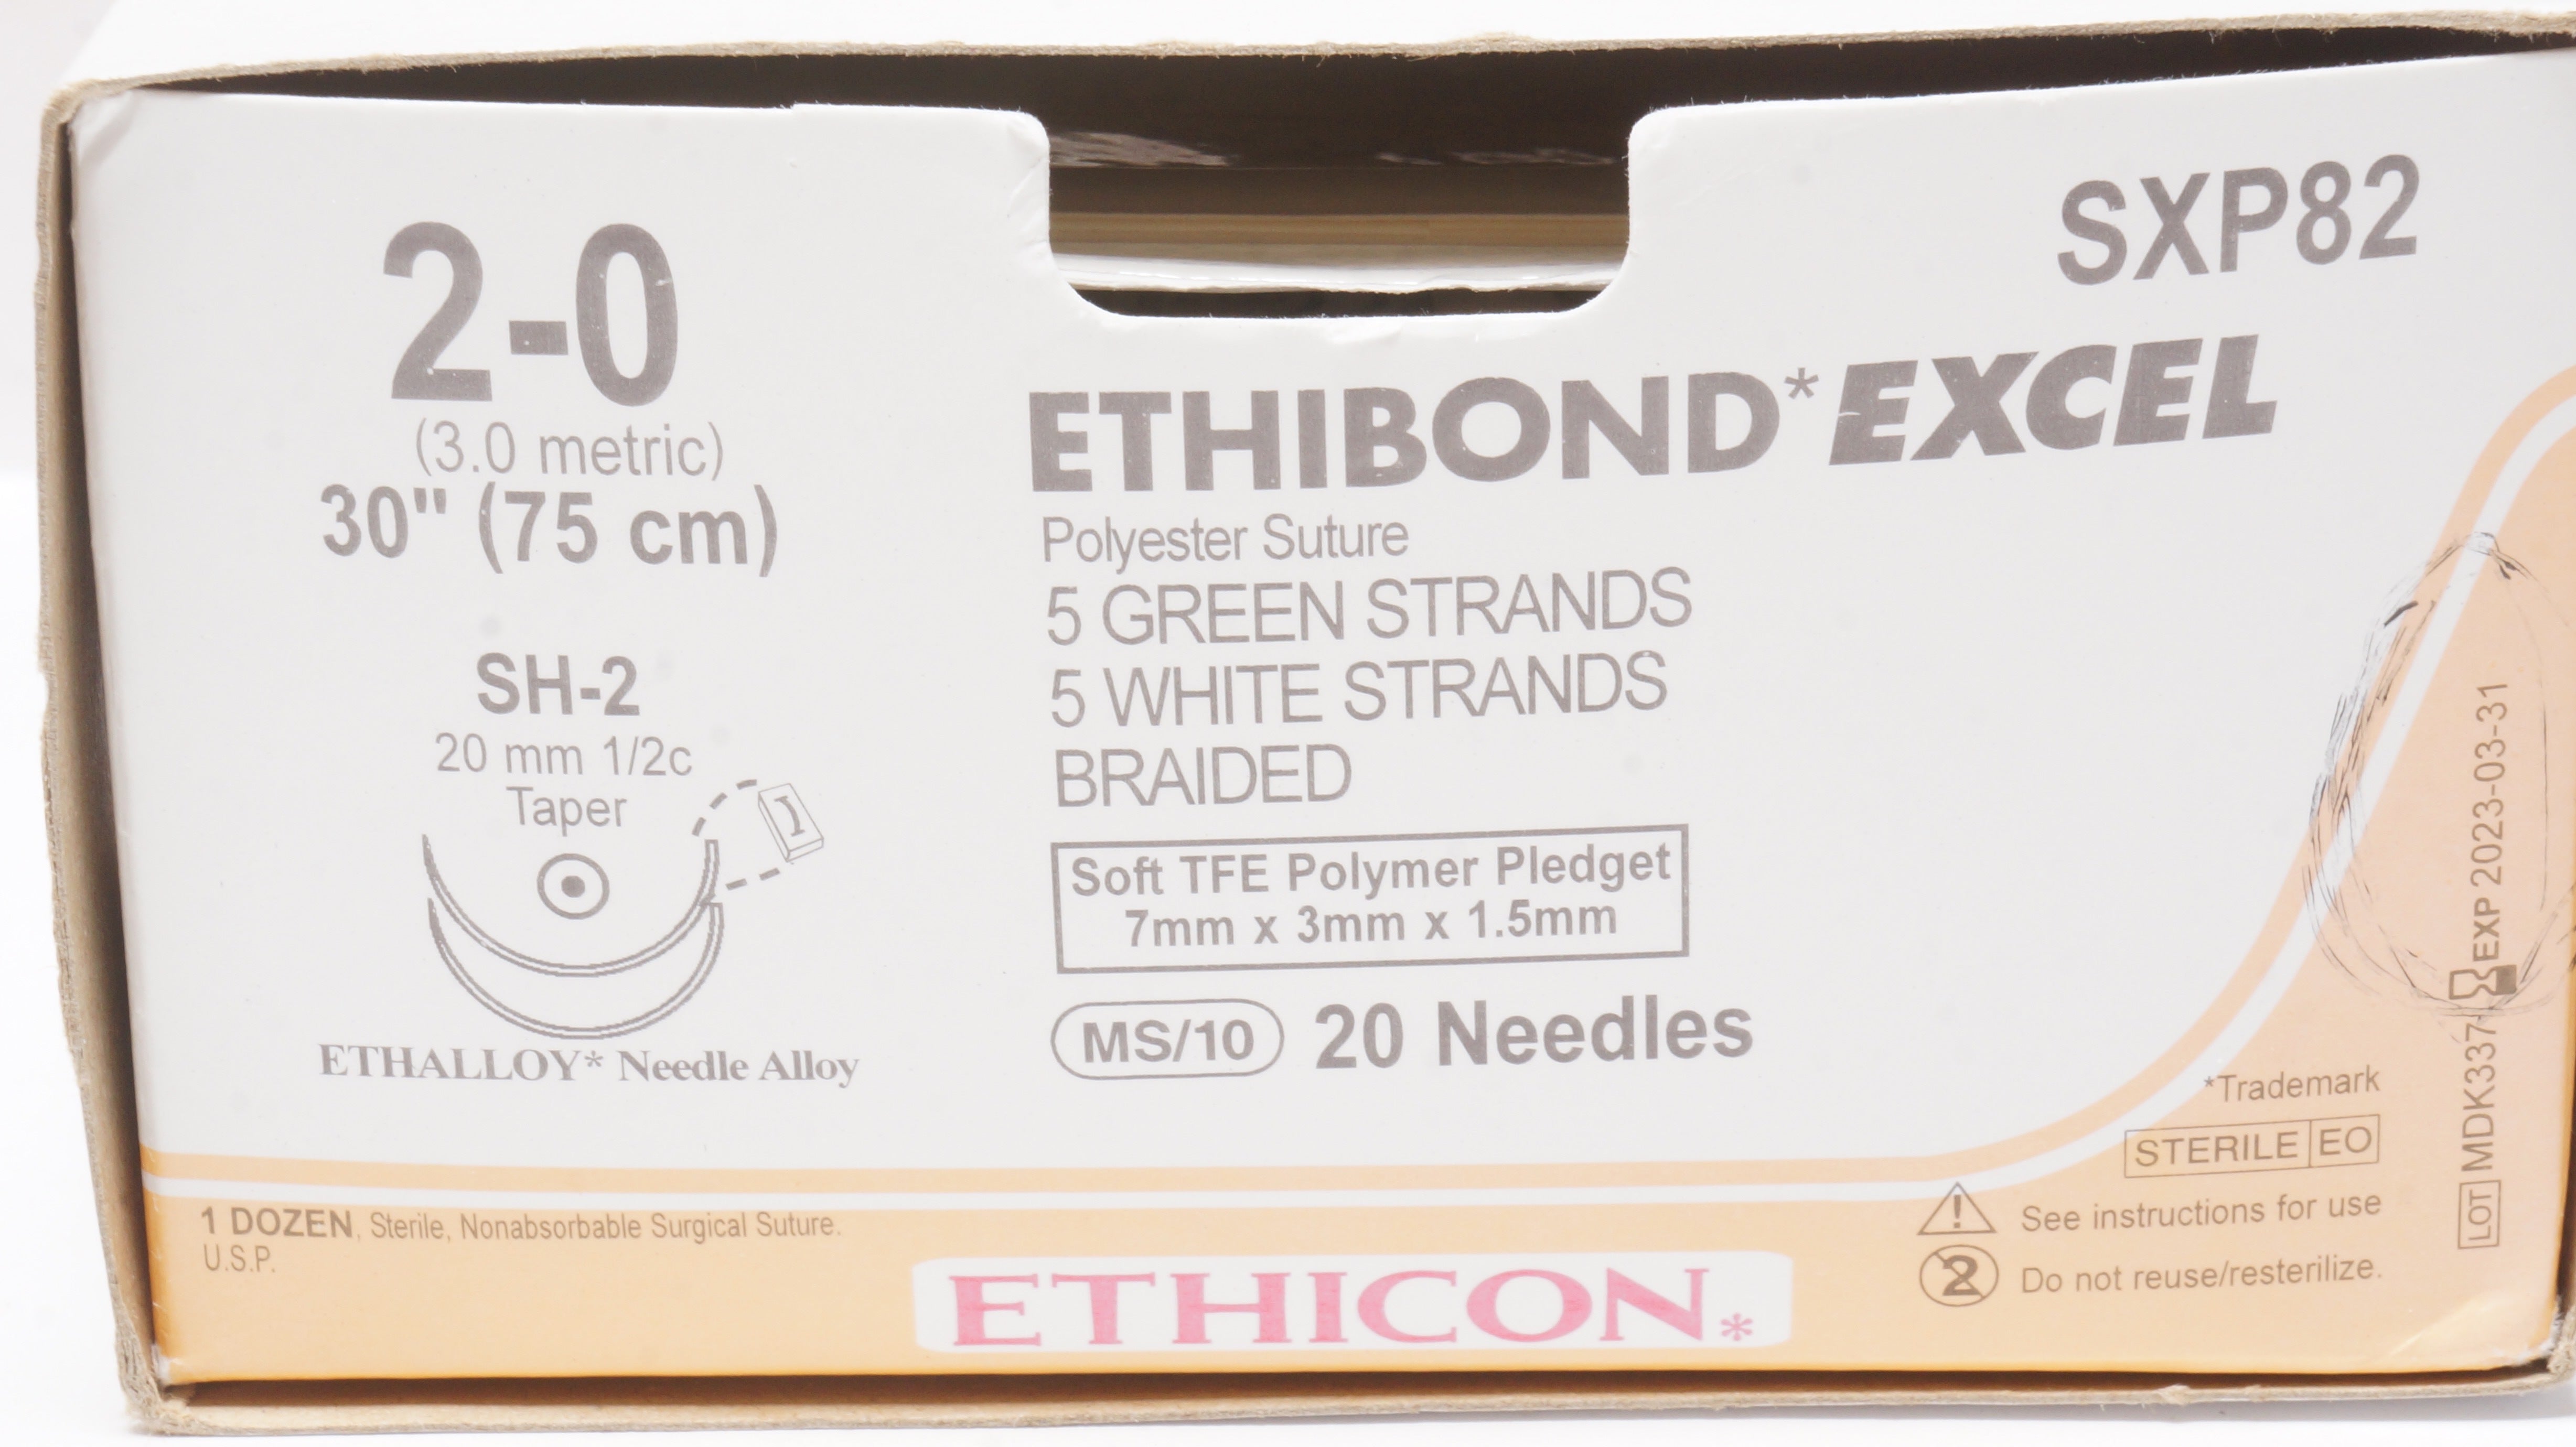 2-0
(3.0 metric)
30" (75 cm)
SH-2
20 mm 1/2c
Taper
ETHALLOY* Needle Alloy
SXP82
ETHIBOND* EXCEL
Polyester Suture
5 GREEN STRANDS
5 WHITE STRANDS
BRAIDED
Soft TFE Polymer Pledget
7mm x 3mm x 1.5mm
MS/10 20 Needles
*Trademark
STERILE EO
See instructions for use
2 Do not reuse/resterilize.
LOT MDK337 EXP 2023-03-31
1 DOZEN, Sterile, Nonabsorbable Surgical Suture.
U.S.P.
ETHICON*